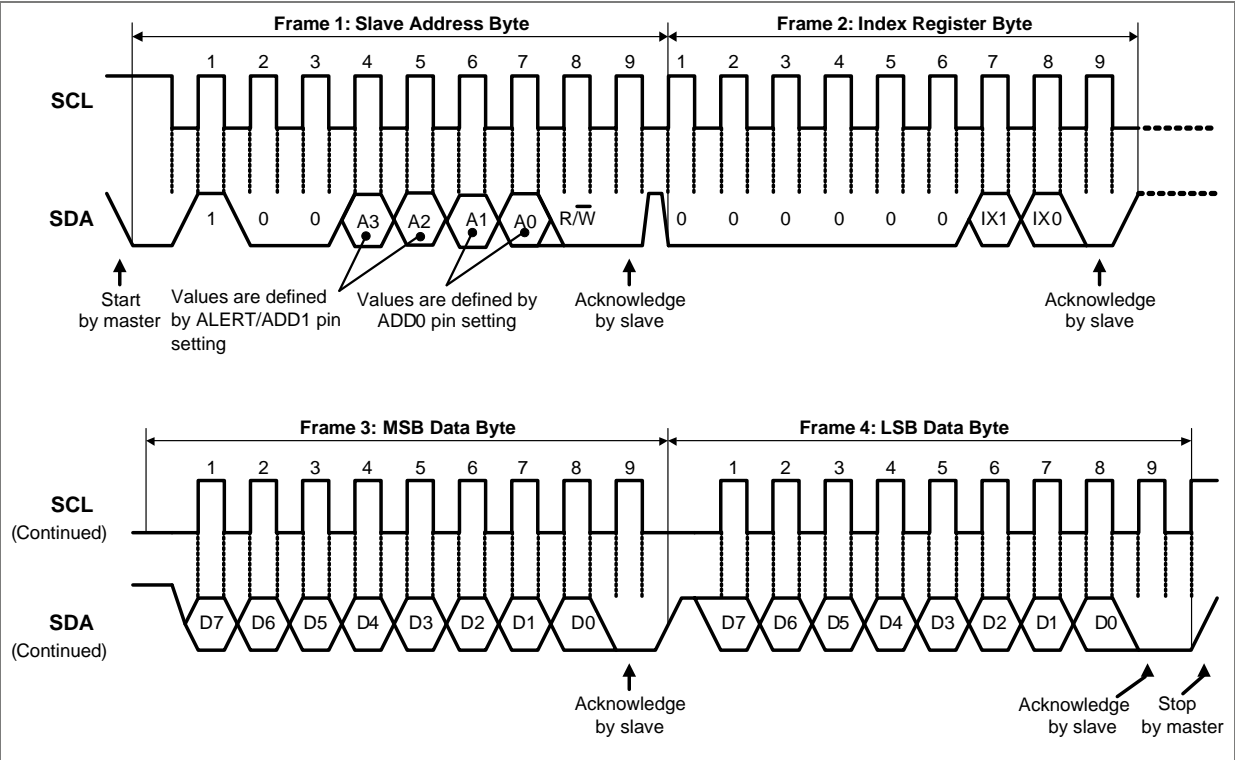 Frame 1: Slave Address Byte
Frame 2: Index Register Byte
1 2 3 4 5 6 7 8 9 1 2 3 4 5 6 7 8 9
SCL
SDA
1 0 0 A3 A2 A1 A0 R/W 0 0 0 0 0 0 IX1 IX0
Start
by master
Values are defined
by ALERT/ADD1 pin
setting
Values are defined by
ADD0 pin setting
Acknowledge
by slave
Acknowledge
by slave
Frame 3: MSB Data Byte
Frame 4: LSB Data Byte
1 2 3 4 5 6 7 8 9 1 2 3 4 5 6 7 8 9
SCL
(Continued)
SDA
(Continued)
D7 D6 D5 D4 D3 D2 D1 D0 D7 D6 D5 D4 D3 D2 D1 D0
Acknowledge
by slave
Acknowledge
by slave
Stop
by master